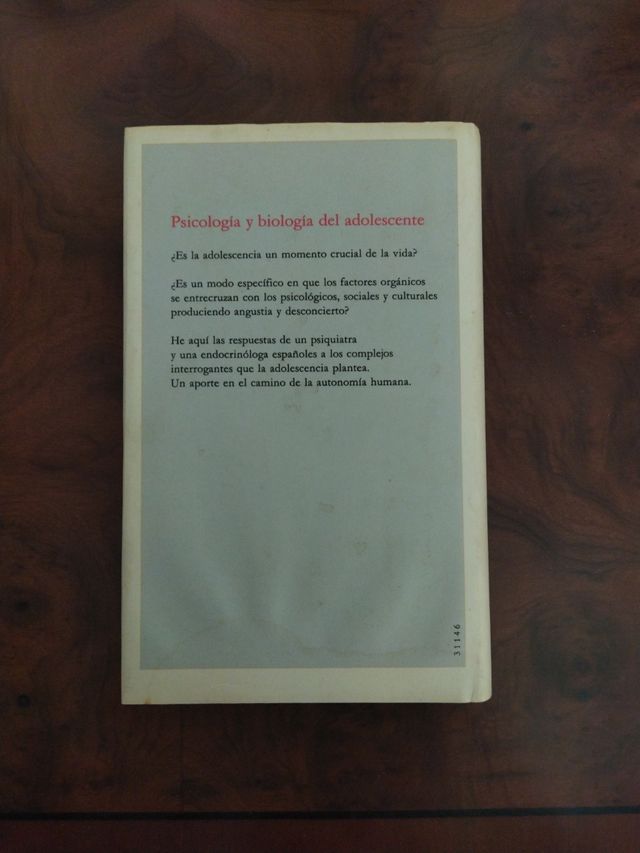 Psicología y biología del adolescente
¿Es la adolescencia un momento crucial de la vida?
¿Es un modo específico en que los factores orgánicos
se entrecruzan con los psicológicos, sociales y culturales
produciendo angustia y desconcierto?
He aquí las respuestas de un psiquiatra
y una endocrinóloga españoles a los complejos
interrogantes que la adolescencia plantea.
Un aporte en el camino de la autonomía humana.
31146